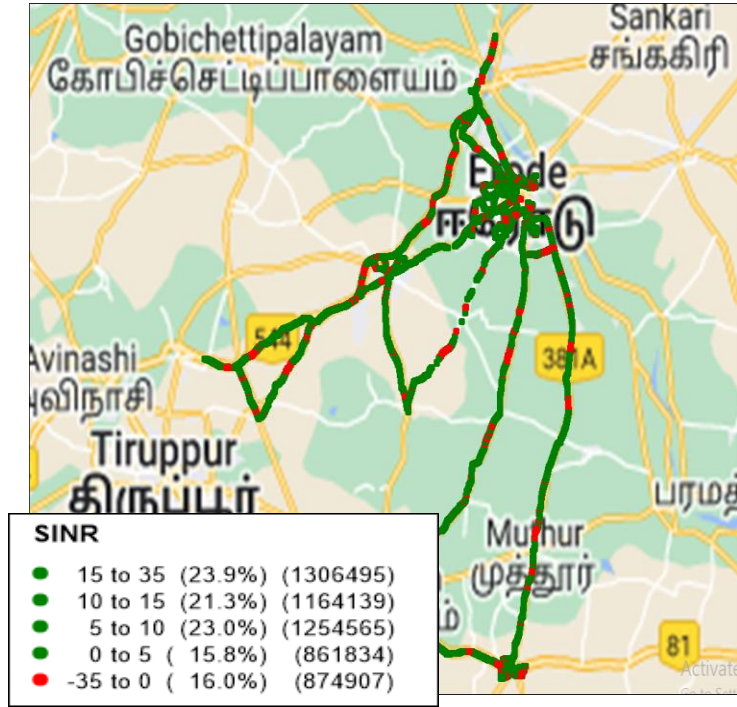 Sankari
சங்ககிரி
Gobichettipalayam
கோபிச்செட்டிப்பாளையம்
Erode
ஈரோடு
544
381A
Avinashi
Tiruppur
திருப்பூர்
Muthur
முத்தூர்
81
Activate
SINR
15 to 35 (23.9%) (1306495)
10 to 15 (21.3%) (1164139)
5 to 10 (23.0%) (1254565)
0 to 5 ( 15.8%) (861834)
-35 to 0 ( 16.0%) (874907)